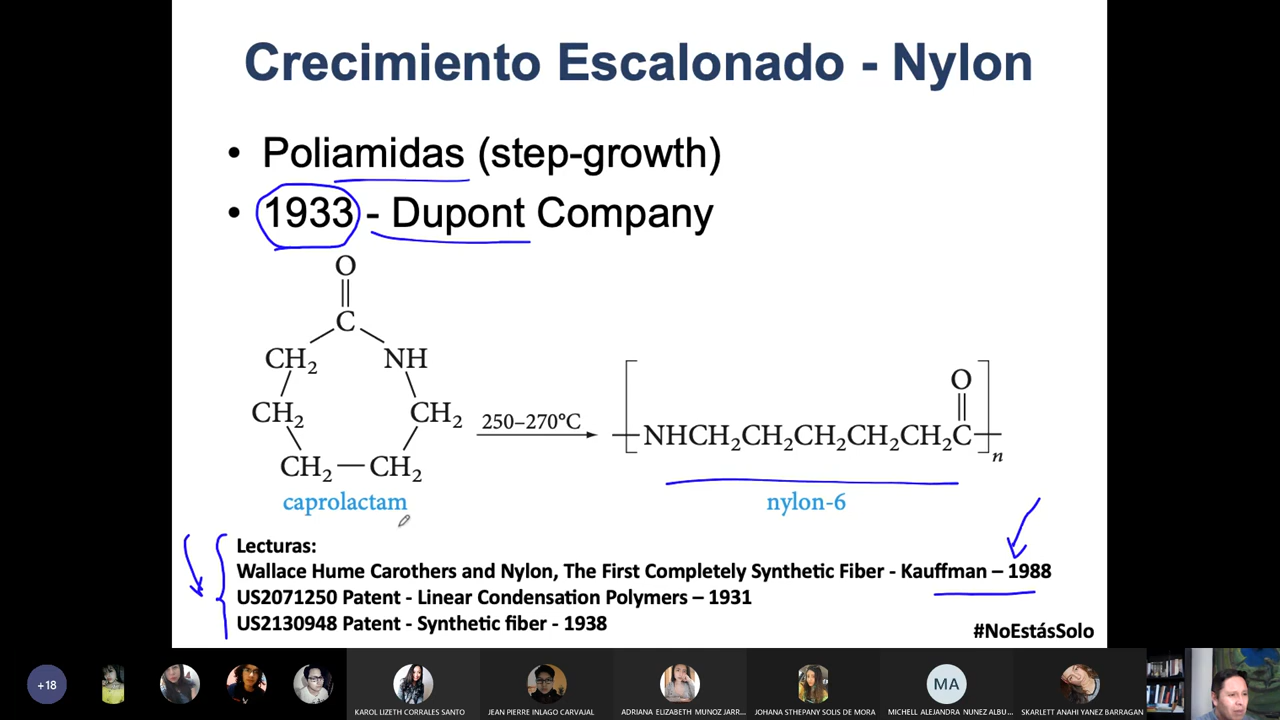 Crecimiento Escalonado - Nylon
• Poliamidas (step-growth)
• 1933 - Dupont Company
O
C
CH₂ NH
CH₂ CH₂
CH₂ — CH₂
caprolactam
250–270°C
O
NHCH₂CH₂CH₂CH₂CH₂C
n
nylon-6
Lecturas:
Wallace Hume Carothers and Nylon, The First Completely Synthetic Fiber - Kauffman – 1988
US2071250 Patent - Linear Condensation Polymers – 1931
US2130948 Patent - Synthetic fiber - 1938
#NoEstásSolo
+18
KAROL LIZETH CORRALES SANTO
JEAN PIERRE INLAGO CARVAJAL
ADRIANA ELIZABETH MUNOZ JARR...
JOHANA STHEPANY SOLIS DE MORA
MA
MICHELL ALEJANDRA NUNEZ ALBU...
SKARLETT ANAHI YANEZ BARRAGAN